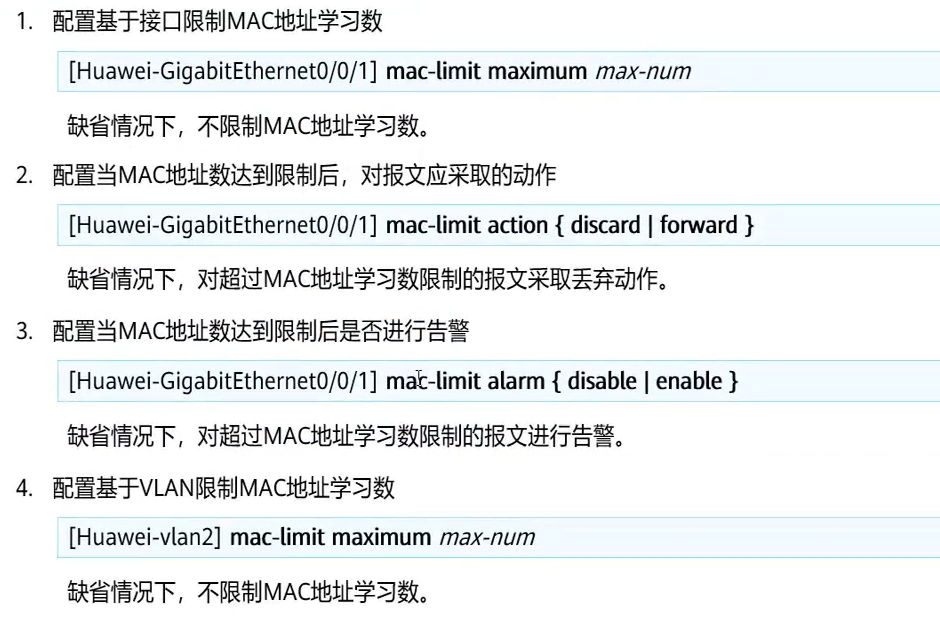 1. 配置基于接口限制MAC地址学习数
[Huawei-GigabitEthernet0/0/1] mac-limit maximum max-num
缺省情况下，不限制MAC地址学习数。
2. 配置当MAC地址数达到限制后，对报文应采取的动作
[Huawei-GigabitEthernet0/0/1] mac-limit action { discard | forward }
缺省情况下，对超过MAC地址学习数限制的报文采取丢弃动作。
3. 配置当MAC地址数达到限制后是否进行告警
[Huawei-GigabitEthernet0/0/1] mac-limit alarm { disable | enable }
缺省情况下，对超过MAC地址学习数限制的报文进行告警。
4. 配置基于VLAN限制MAC地址学习数
[Huawei-vlan2] mac-limit maximum max-num
缺省情况下，不限制MAC地址学习数。